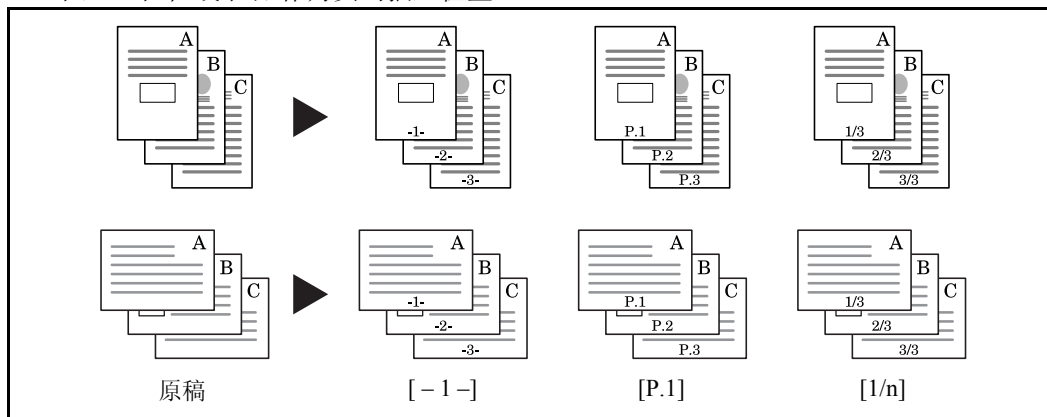 A A A A
B B B B
C C C C
-1- P.1 1/3
-2- P.2 2/3
-3- P.3 3/3
A A A A
B B B B
C C C C
-1- P.1 1/3
-2- P.2 2/3
-3- P.3 3/3
原稿 [ – 1 –] [P.1] [1/n]